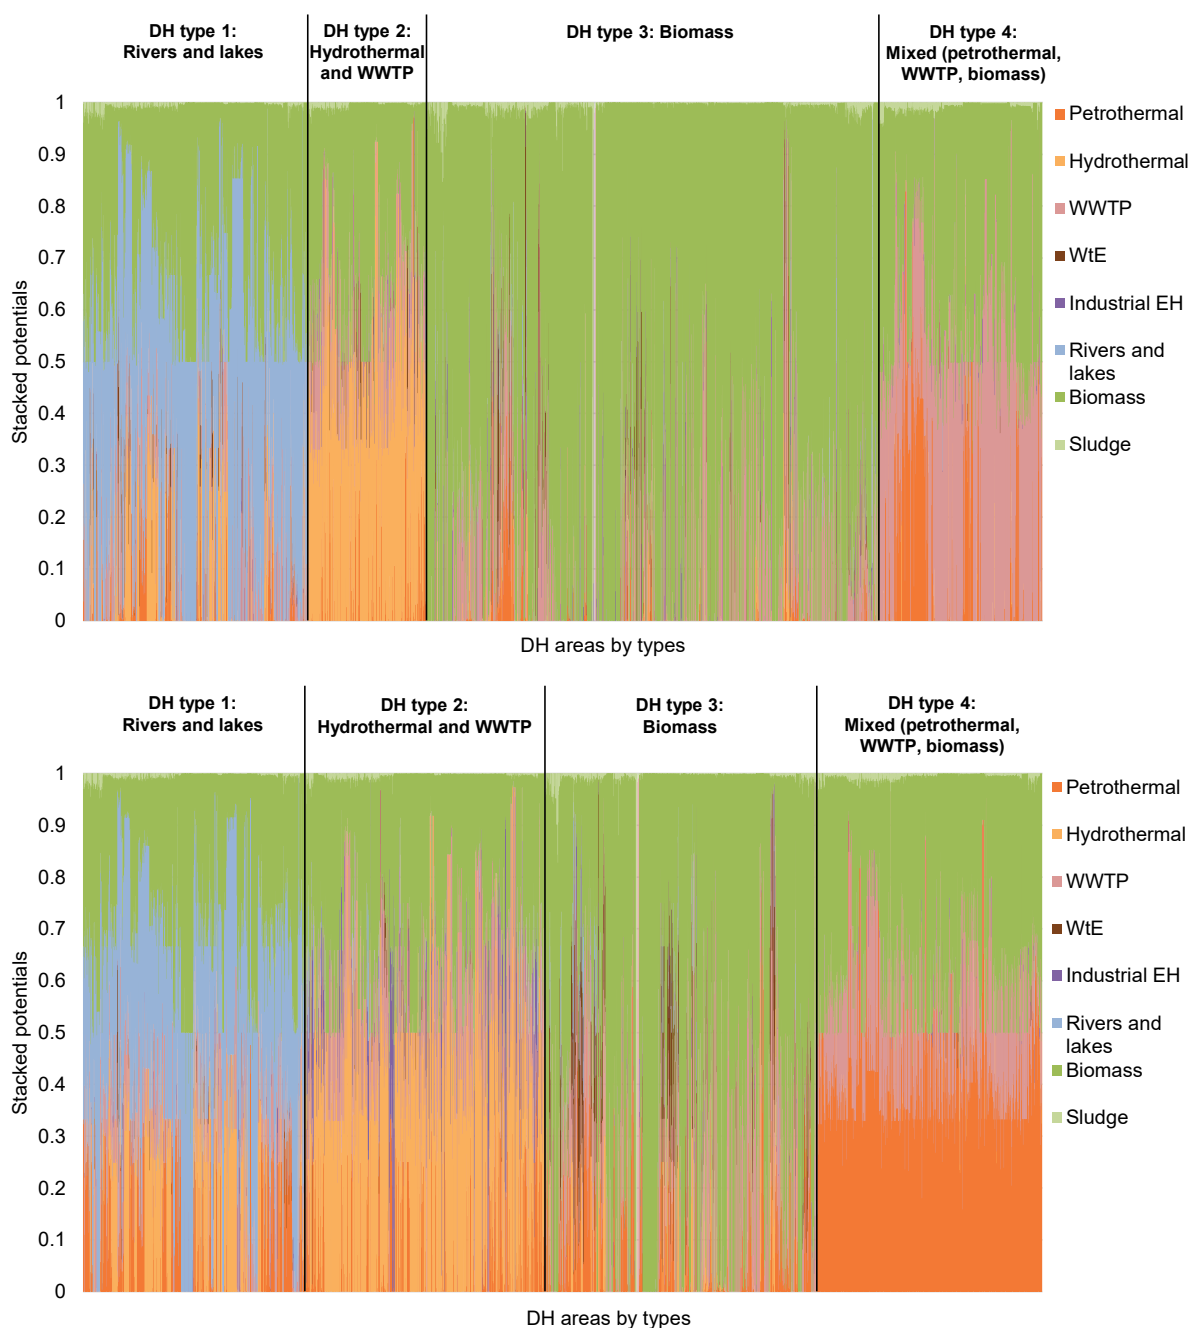 DH type 1:
Rivers and lakes
DH type 2:
Hydrothermal
and WWTP
DH type 3: Biomass
DH type 4:
Mixed (petrothermal,
WWTP, biomass)
Stacked potentials
1
0.9
0.8
0.7
0.6
0.5
0.4
0.3
0.2
0.1
0
Petrothermal
Hydrothermal
WWTP
WtE
Industrial EH
Rivers and
lakes
Biomass
Sludge
DH areas by types
DH type 1:
Rivers and lakes
DH type 2:
Hydrothermal and WWTP
DH type 3:
Biomass
DH type 4:
Mixed (petrothermal,
WWTP, biomass)
Stacked potentials
1
0.9
0.8
0.7
0.6
0.5
0.4
0.3
0.2
0.1
0
Petrothermal
Hydrothermal
WWTP
WtE
Industrial EH
Rivers and
lakes
Biomass
Sludge
DH areas by types